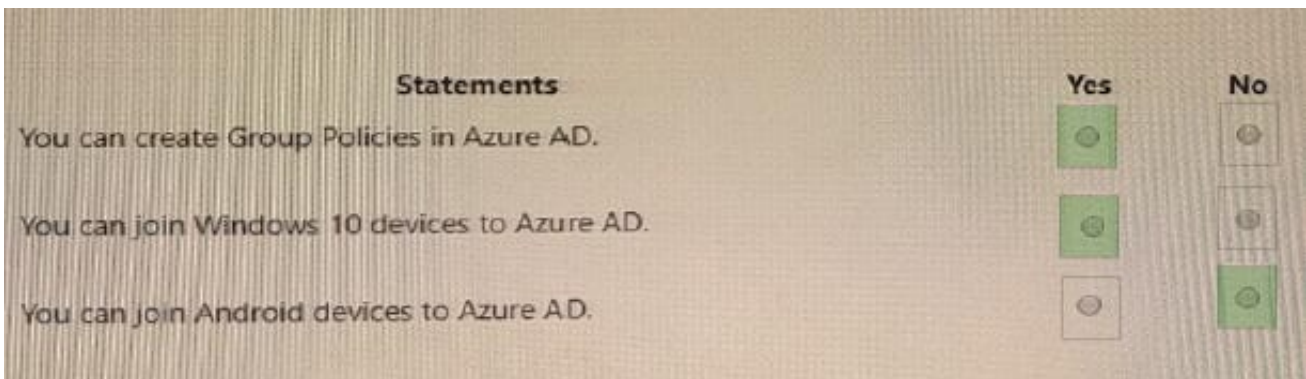 Statements Yes No
You can create Group Policies in Azure AD.
You can join Windows 10 devices to Azure AD.
You can join Android devices to Azure AD.